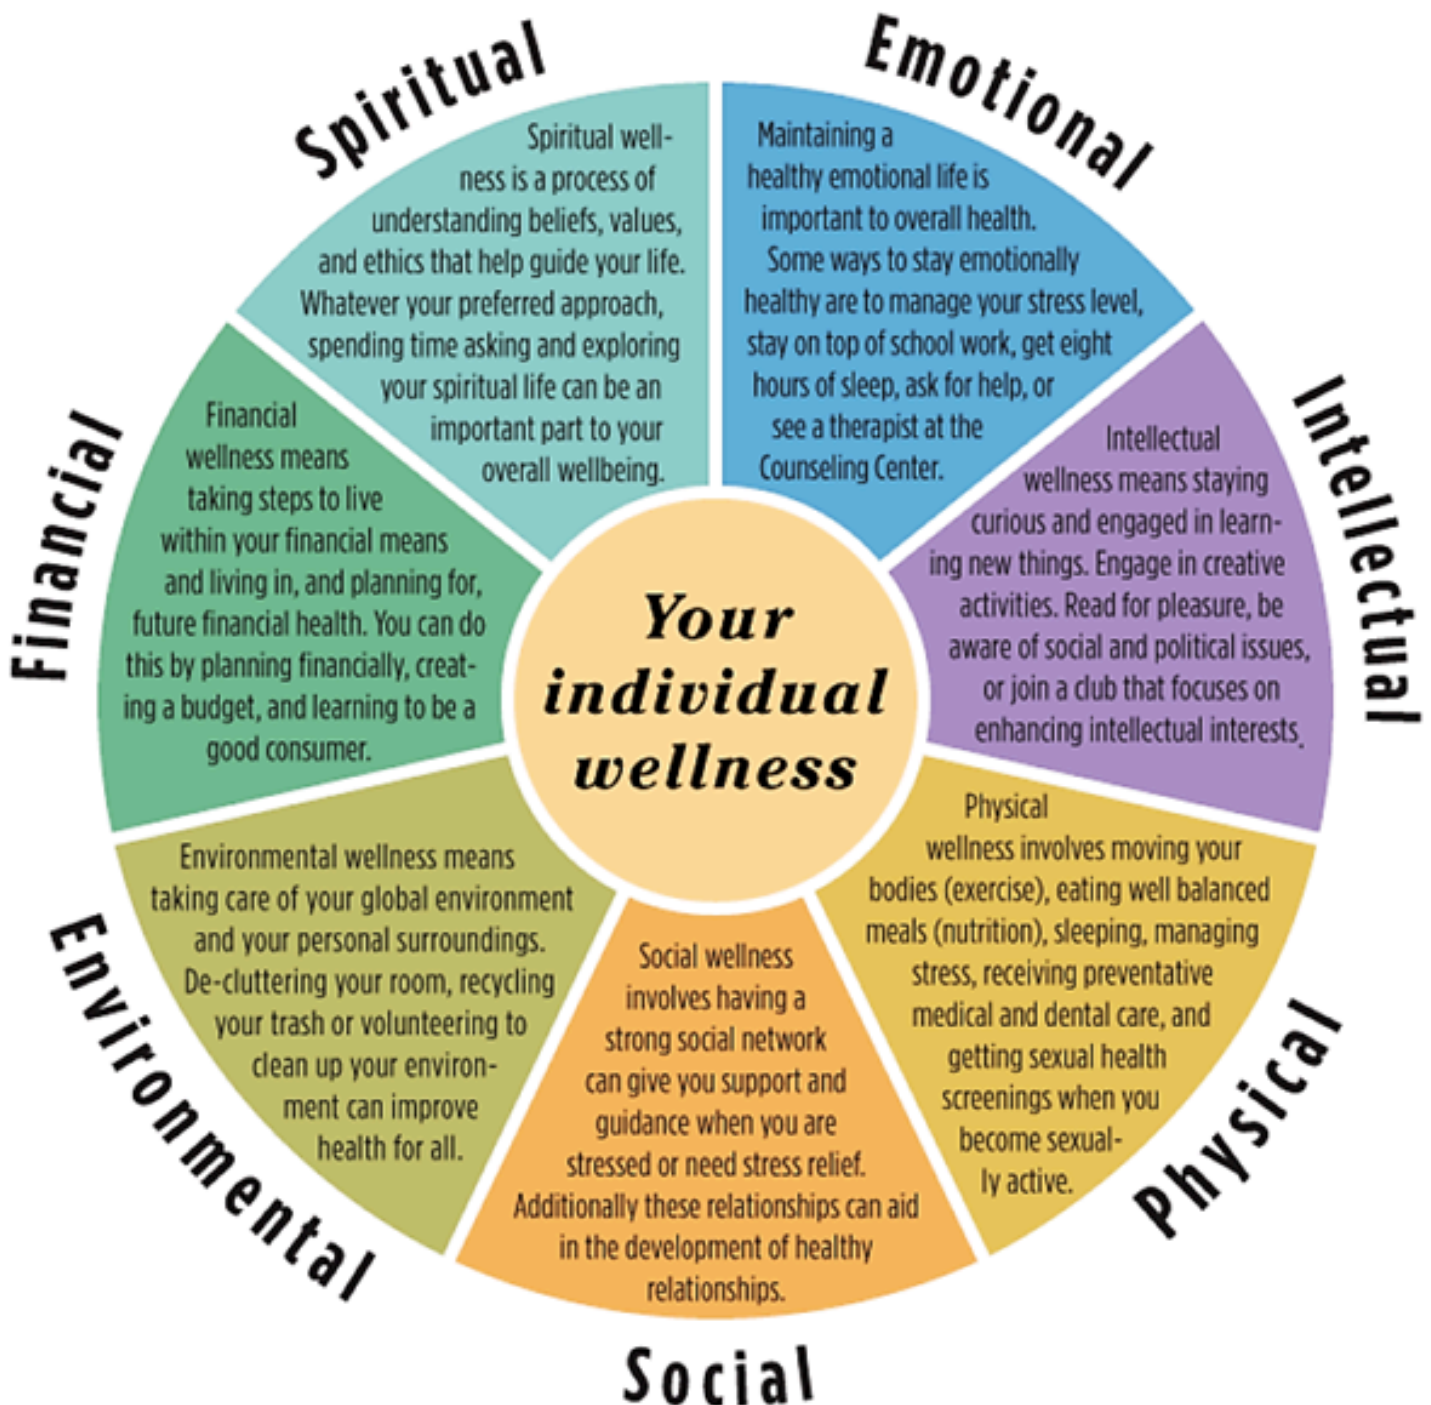 Emotional
Maintaining a
healthy emotional life is
important to overall health.
Some ways to stay emotionally
healthy are to manage your stress level,
stay on top of school work, get eight
hours of sleep, ask for help, or
see a therapist at the
Counseling Center.
Intellectual
Intellectual
wellness means staying
curious and engaged in learn-
ing new things. Engage in creative
activities. Read for pleasure, be
aware of social and political issues,
or join a club that focuses on
enhancing intellectual interests.
Physical
Physical
wellness involves moving your
bodies (exercise), eating well balanced
meals (nutrition), sleeping, managing
stress, receiving preventative
medical and dental care, and
getting sexual health
screenings when you
become sexual-
ly active.
Social
Social wellness
involves having a
strong social network
can give you support and
guidance when you are
stressed or need stress relief.
Additionally these relationships can aid
in the development of healthy
relationships.
Environmental
Environmental wellness means
taking care of your global environment
and your personal surroundings.
De-cluttering your room, recycling
your trash or volunteering to
clean up your environ-
ment can improve
health for all.
Financial
Financial
wellness means
taking steps to live
within your financial means
and living in, and planning for,
future financial health. You can do
this by planning financially, creat-
ing a budget, and learning to be a
good consumer.
Spiritual
Spiritual well-
ness is a process of
understanding beliefs, values,
and ethics that help guide your life.
Whatever your preferred approach,
spending time asking and exploring
your spiritual life can be an
important part to your
overall wellbeing.
Your
individual
wellness